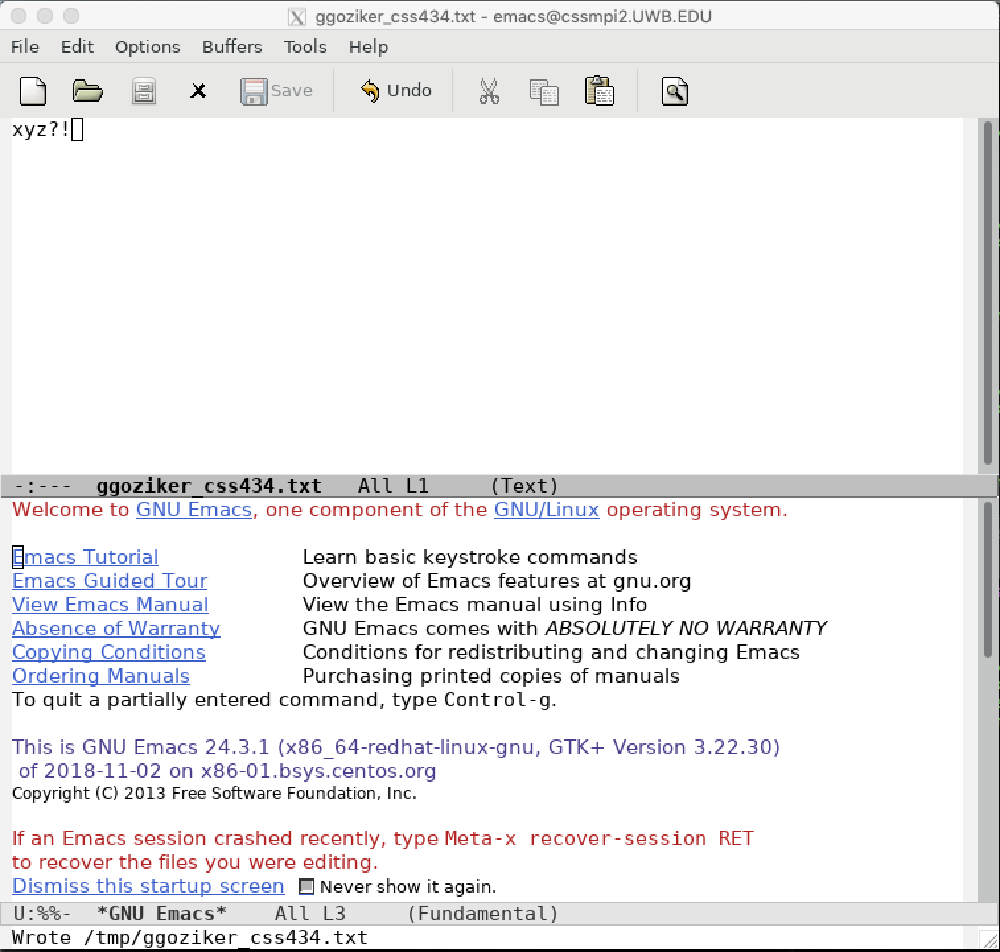 ggoziker_css434.txt - emacs@cssmpi2.UWB.EDU
File Edit Options Buffers Tools Help
Save Undo
xyz?!
-:--- ggoziker_css434.txt All L1 (Text)
Welcome to GNU Emacs, one component of the GNU/Linux operating system.
Emacs Tutorial Learn basic keystroke commands
Emacs Guided Tour Overview of Emacs features at gnu.org
View Emacs Manual View the Emacs manual using Info
Absence of Warranty GNU Emacs comes with ABSOLUTELY NO WARRANTY
Copying Conditions Conditions for redistributing and changing Emacs
Ordering Manuals Purchasing printed copies of manuals
To quit a partially entered command, type Control-g.
This is GNU Emacs 24.3.1 (x86_64-redhat-linux-gnu, GTK+ Version 3.22.30)
of 2018-11-02 on x86-01.bsys.centos.org
Copyright (C) 2013 Free Software Foundation, Inc.
If an Emacs session crashed recently, type Meta-x recover-session RET
to recover the files you were editing.
Dismiss this startup screen Never show it again.
U:%%- *GNU Emacs* All L3 (Fundamental)
Wrote /tmp/ggoziker_css434.txt